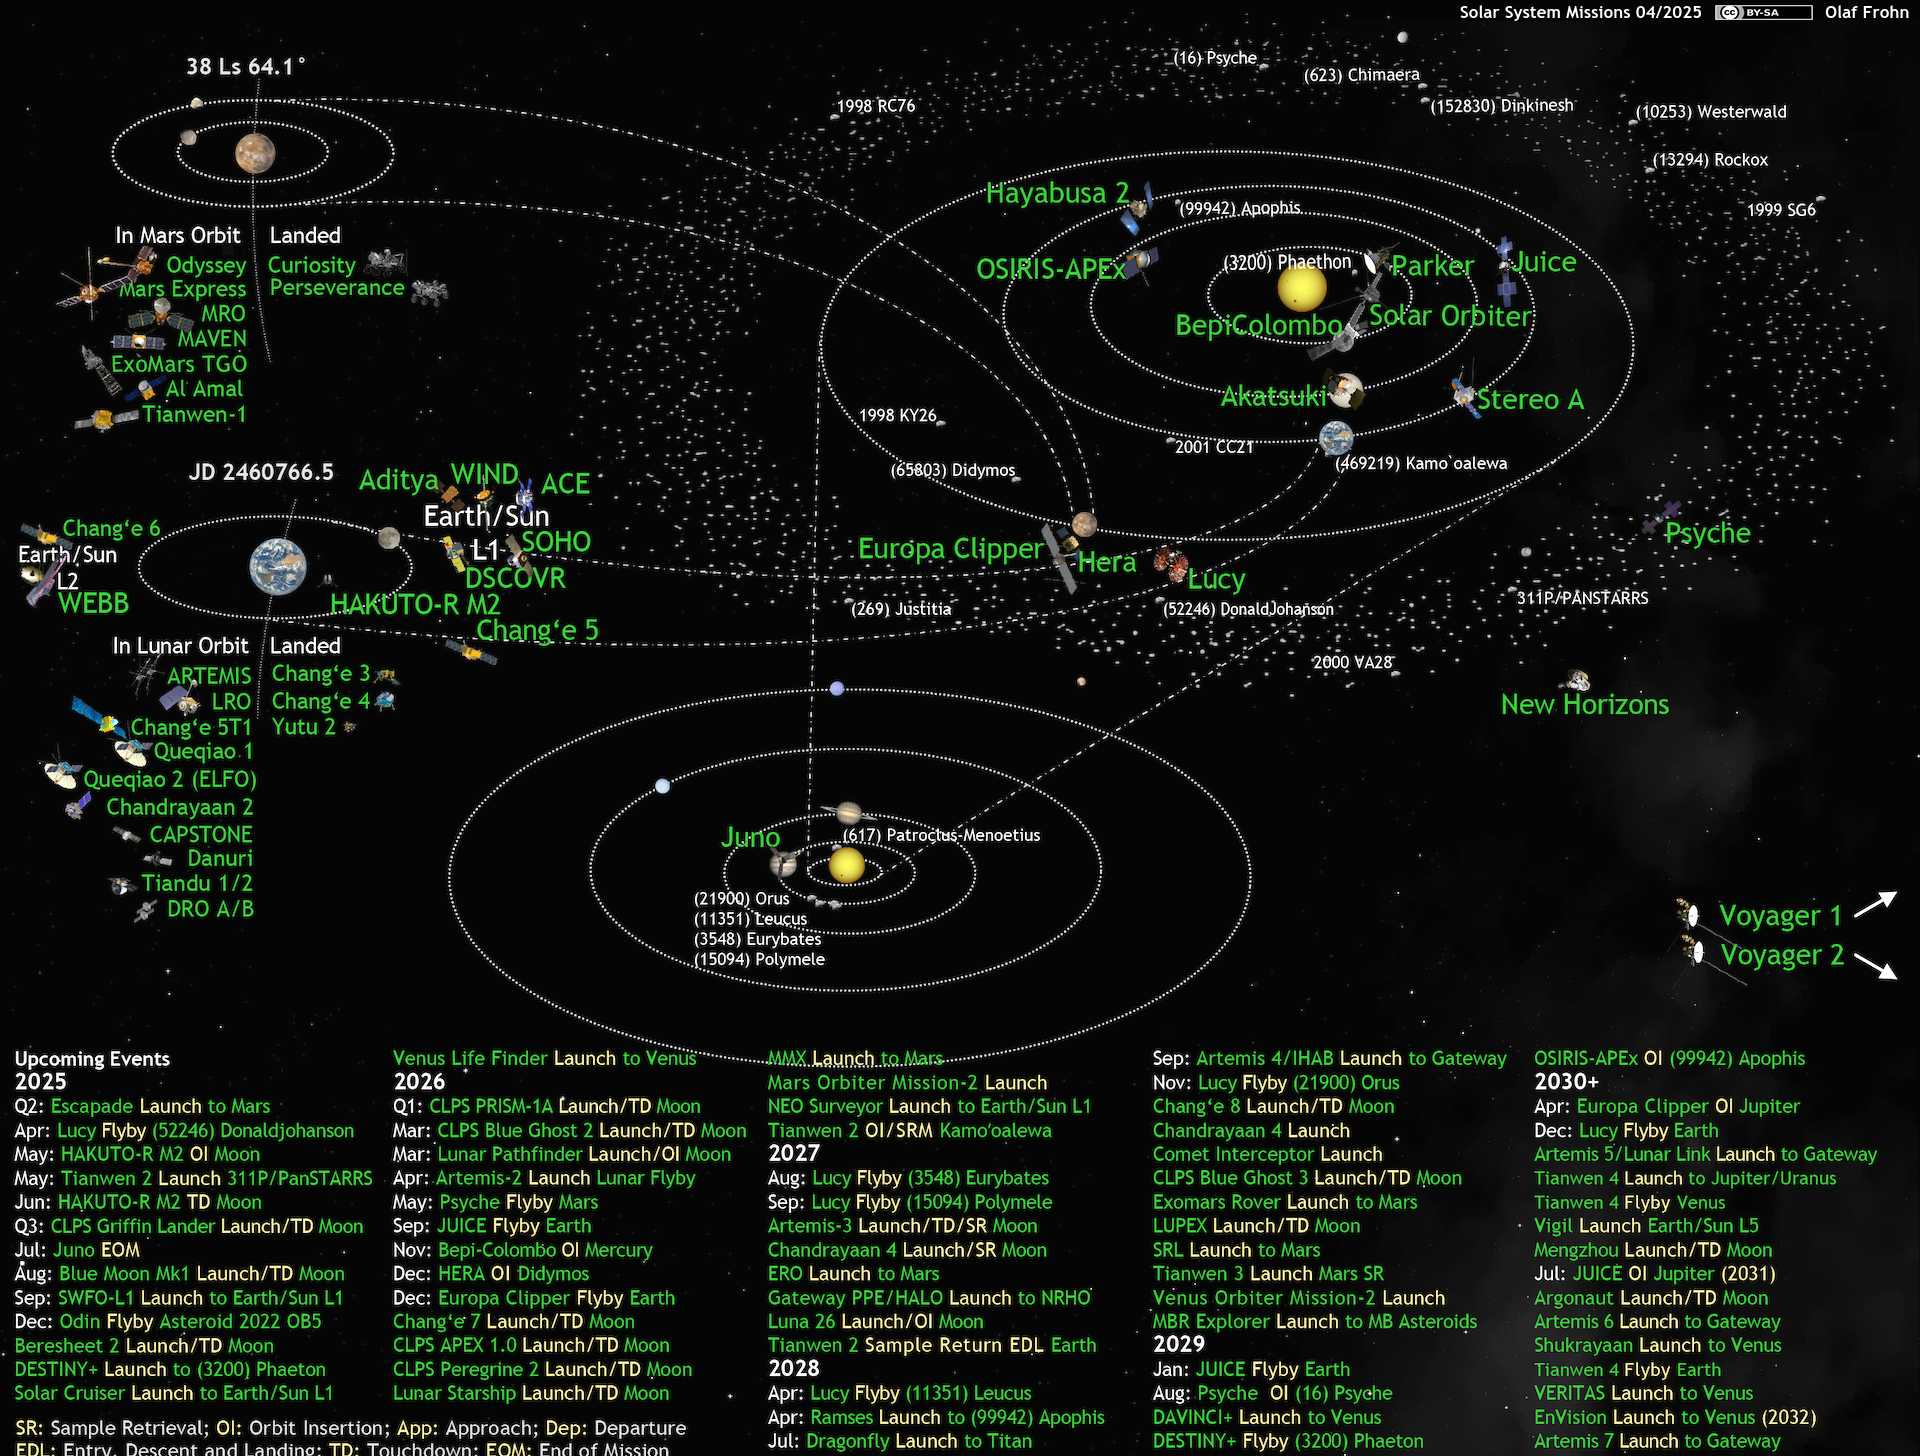 Solar System Missions 04/2025 CC BY-SA Olaf Frohn
38 Ls 64.1°
(16) Psyche
(623) Chimaera
1998 RC76
(152830) Dinkinesh
(10253) Westerwald
(13294) Rockox
1999 SG6
Hayabusa 2
(99942) Apophis
OSIRIS-APEx
(3200) Phaethon
Parker
Juice
BepiColombo
Solar Orbiter
Akatsuki
Stereo A
In Mars Orbit
Odyssey
Mars Express
MRO
MAVEN
ExoMars TGO
Al Amal
Tianwen-1
Landed
Curiosity
Perseverance
1998 KY26
2001 CC21
(65803) Didymos
(469219) Kamo`oalewa
JD 2460766.5
Aditya
WIND
ACE
Earth/Sun
L1
SOHO
DSCOVR
Chang‘e 6
Earth/Sun
L2
WEBB
HAKUTO-R M2
Chang‘e 5
Europa Clipper
Hera
Lucy
Psyche
(269) Justitia
(52246) DonaldJohanson
311P/PANSTARRS
2000 VA28
New Horizons
In Lunar Orbit
ARTEMIS
LRO
Chang‘e 5T1
Queqiao 1
Queqiao 2 (ELFO)
Chandrayaan 2
CAPSTONE
Danuri
Tiandu 1/2
DRO A/B
Landed
Chang‘e 3
Chang‘e 4
Yutu 2
Juno
(617) Patroclus-Menoetius
(21900) Orus
(11351) Leucus
(3548) Eurybates
(15094) Polymele
Voyager 1
Voyager 2
Upcoming Events
2025
Q2: Escapade Launch to Mars
Apr: Lucy Flyby (52246) Donaldjohanson
May: HAKUTO-R M2 OI Moon
May: Tianwen 2 Launch 311P/PanSTARRS
Jun: HAKUTO-R M2 TD Moon
Q3: CLPS Griffin Lander Launch/TD Moon
Jul: Juno EOM
Aug: Blue Moon Mk1 Launch/TD Moon
Sep: SWFO-L1 Launch to Earth/Sun L1
Dec: Odin Flyby Asteroid 2022 OB5
Beresheet 2 Launch/TD Moon
DESTINY+ Launch to (3200) Phaeton
Solar Cruiser Launch to Earth/Sun L1
SR: Sample Retrieval; OI: Orbit Insertion; App: Approach; Dep: Departure
EDL: Entry, Descent and Landing; TD: Touchdown; EOM: End of Mission
Venus Life Finder Launch to Venus
2026
Q1: CLPS PRISM-1A Launch/TD Moon
Mar: CLPS Blue Ghost 2 Launch/TD Moon
Mar: Lunar Pathfinder Launch/OI Moon
Apr: Artemis-2 Launch Lunar Flyby
May: Psyche Flyby Mars
Sep: JUICE Flyby Earth
Nov: Bepi-Colombo OI Mercury
Dec: HERA OI Didymos
Dec: Europa Clipper Flyby Earth
Chang‘e 7 Launch/TD Moon
CLPS APEX 1.0 Launch/TD Moon
CLPS Peregrine 2 Launch/TD Moon
Lunar Starship Launch/TD Moon
MMX Launch to Mars
Mars Orbiter Mission-2 Launch
NEO Surveyor Launch to Earth/Sun L1
Tianwen 2 OI/SRM Kamo’oalewa
2027
Aug: Lucy Flyby (3548) Eurybates
Sep: Lucy Flyby (15094) Polymele
Artemis-3 Launch/TD/SR Moon
Chandrayaan 4 Launch/SR Moon
ERO Launch to Mars
Gateway PPE/HALO Launch to NRHO
Luna 26 Launch/OI Moon
Tianwen 2 Sample Return EDL Earth
2028
Apr: Lucy Flyby (11351) Leucus
Apr: Ramses Launch to (99942) Apophis
Jul: Dragonfly Launch to Titan
Sep: Artemis 4/IHAB Launch to Gateway
Nov: Lucy Flyby (21900) Orus
Chang‘e 8 Launch/TD Moon
Chandrayaan 4 Launch
Comet Interceptor Launch
CLPS Blue Ghost 3 Launch/TD Moon
Exomars Rover Launch to Mars
LUPEX Launch/TD Moon
SRL Launch to Mars
Tianwen 3 Launch Mars SR
Venus Orbiter Mission-2 Launch
MBR Explorer Launch to MB Asteroids
2029
Jan: JUICE Flyby Earth
Aug: Psyche OI (16) Psyche
DAVINCI+ Launch to Venus
DESTINY+ Flyby (3200) Phaeton
OSIRIS-APEx OI (99942) Apophis
2030+
Apr: Europa Clipper OI Jupiter
Dec: Lucy Flyby Earth
Artemis 5/Lunar Link Launch to Gateway
Tianwen 4 Launch to Jupiter/Uranus
Tianwen 4 Flyby Venus
Vigil Launch Earth/Sun L5
Mengzhou Launch/TD Moon
Jul: JUICE OI Jupiter (2031)
Argonaut Launch/TD Moon
Artemis 6 Launch to Gateway
Shukrayaan Launch to Venus
Tianwen 4 Flyby Earth
VERITAS Launch to Venus
EnVision Launch to Venus (2032)
Artemis 7 Launch to Gateway